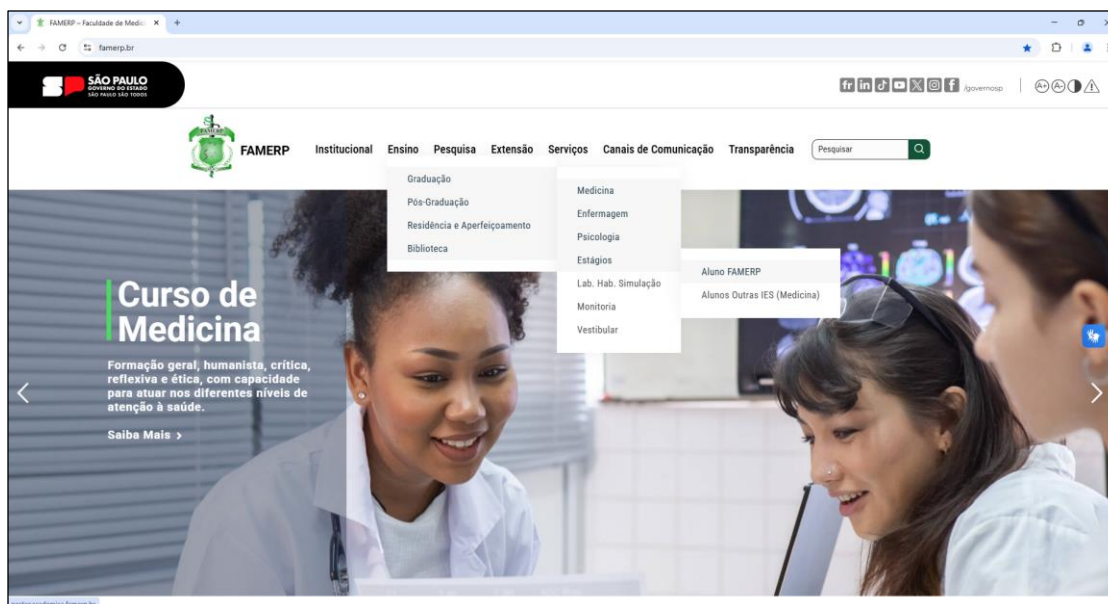 FAMERP – Faculdade de Medic
famerp.br
SÃO PAULO
GOVERNO DO ESTADO
SÃO PAULO SÃO TODOS
/governosp
A+ A-
FAMERP
FAMERP
Institucional Ensino Pesquisa Extensão Serviços Canais de Comunicação Transparência Pesquisar
Graduação
Pós-Graduação
Residência e Aperfeiçoamento
Biblioteca
Medicina
Enfermagem
Psicologia
Estágios
Lab. Hab. Simulação
Monitoria
Vestibular
Aluno FAMERP
Alunos Outras IES (Medicina)
Curso de
Medicina
Formação geral, humanista, crítica,
reflexiva e ética, com capacidade
para atuar nos diferentes níveis de
atenção à saúde.
Saiba Mais >